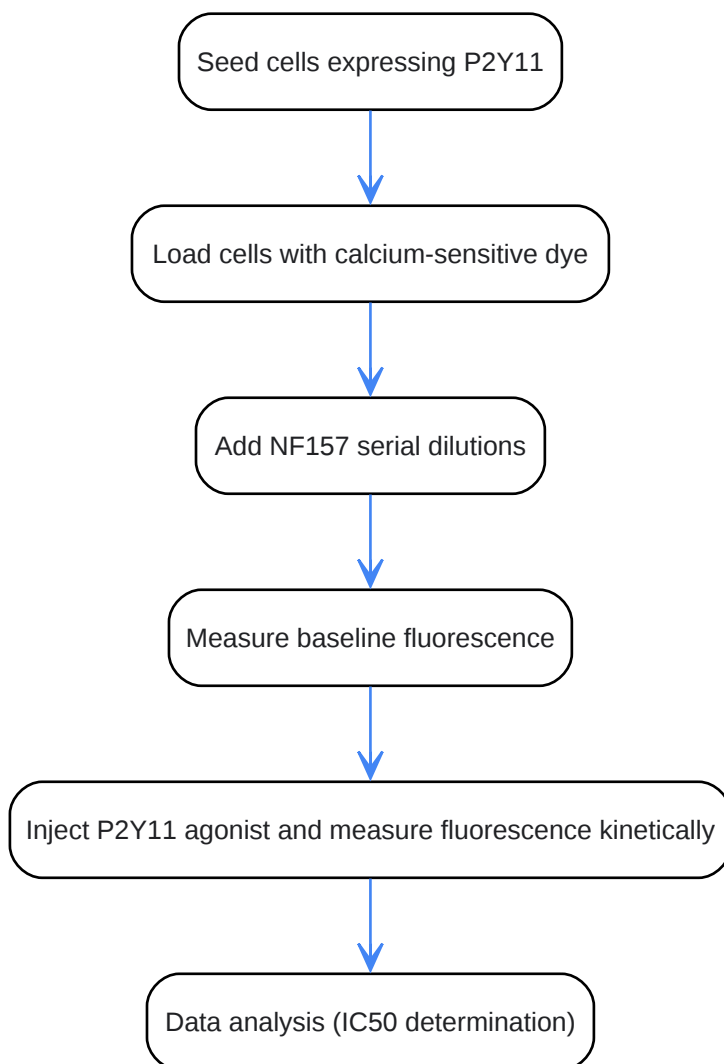 Seed cells expressing P2Y11
Load cells with calcium-sensitive dye
Add NF157 serial dilutions
Measure baseline fluorescence
Inject P2Y11 agonist and measure fluorescence kinetically
Data analysis (IC50 determination)